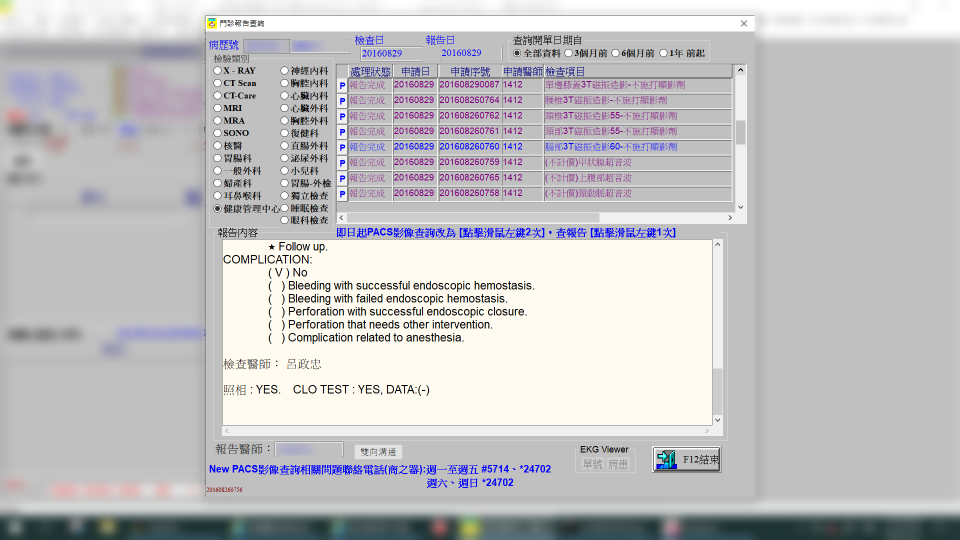 門診報告查詢
病歷號
檢查日
20160829
報告日
20160829
查詢開單日期自
全部資料 3個月前 6個月前 1年 前起
檢驗類別
X - RAY 神經內科
CT Scan 胸腔內科
CT-Care 心臟內科
MRI 心臟外科
MRA 胸腔外科
SONO 復健科
核醫 直腸外科
胃腸科 泌尿外科
一般外科 小兒科
婦產科 胃腸-外檢
耳鼻喉科 獨立檢查
健康管理中心 睡眠檢查
眼科檢查
處理狀態 申請日 申請序號 申請醫師 檢查項目
P 報告完成 20160829 201608290087 1412 單邊膝蓋3T磁振造影-不施打顯影劑
P 報告完成 20160829 201608260764 1412 腰椎3T磁振造影-不施打顯影劑
P 報告完成 20160829 201608260762 1412 頸椎3T磁振造影55-不施打顯影劑
P 報告完成 20160829 201608260761 1412 頸部3T磁振造影55-不施打顯影劑
P 報告完成 20160829 201608260760 1412 腦部3T磁振造影60-不施打顯影劑
P 報告完成 20160829 201608260759 1412 (不計價)甲狀腺超音波
P 報告完成 20160829 201608260765 1412 (不計價)上腹部超音波
P 報告完成 20160829 201608260758 1412 (不計價)頸動脈超音波
報告內容
即日起PACS影像查詢改為 [點擊滑鼠左鍵2次]，查報告 [點擊滑鼠左鍵1次]
★ Follow up.
COMPLICATION:
( V ) No
( ) Bleeding with successful endoscopic hemostasis.
( ) Bleeding with failed endoscopic hemostasis.
( ) Perforation with successful endoscopic closure.
( ) Perforation that needs other intervention.
( ) Complication related to anesthesia.
檢查醫師： 呂政忠
照相 : YES. CLO TEST : YES, DATA:(-)
報告醫師：
雙向溝通
EKG Viewer
單號 病患
F12結束
New PACS影像查詢相關問題聯絡電話(商之器):週一至週五 #5714、*24702
週六、週日 *24702
201608260756